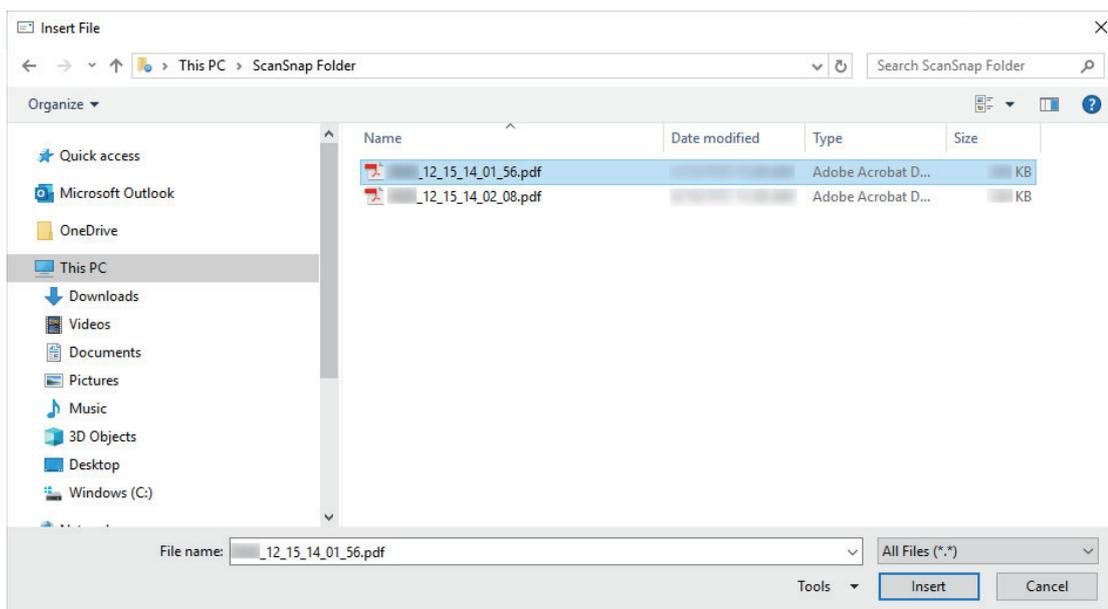 Insert File
This PC > ScanSnap Folder
Search ScanSnap Folder
Organize
Name Date modified Type Size
Quick access
_12_15_14_01_56.pdf Adobe Acrobat D... KB
Microsoft Outlook
_12_15_14_02_08.pdf Adobe Acrobat D... KB
OneDrive
This PC
Downloads
Videos
Documents
Pictures
Music
3D Objects
Desktop
Windows (C:)
File name: _12_15_14_01_56.pdf All Files (*.*)
Tools Insert Cancel